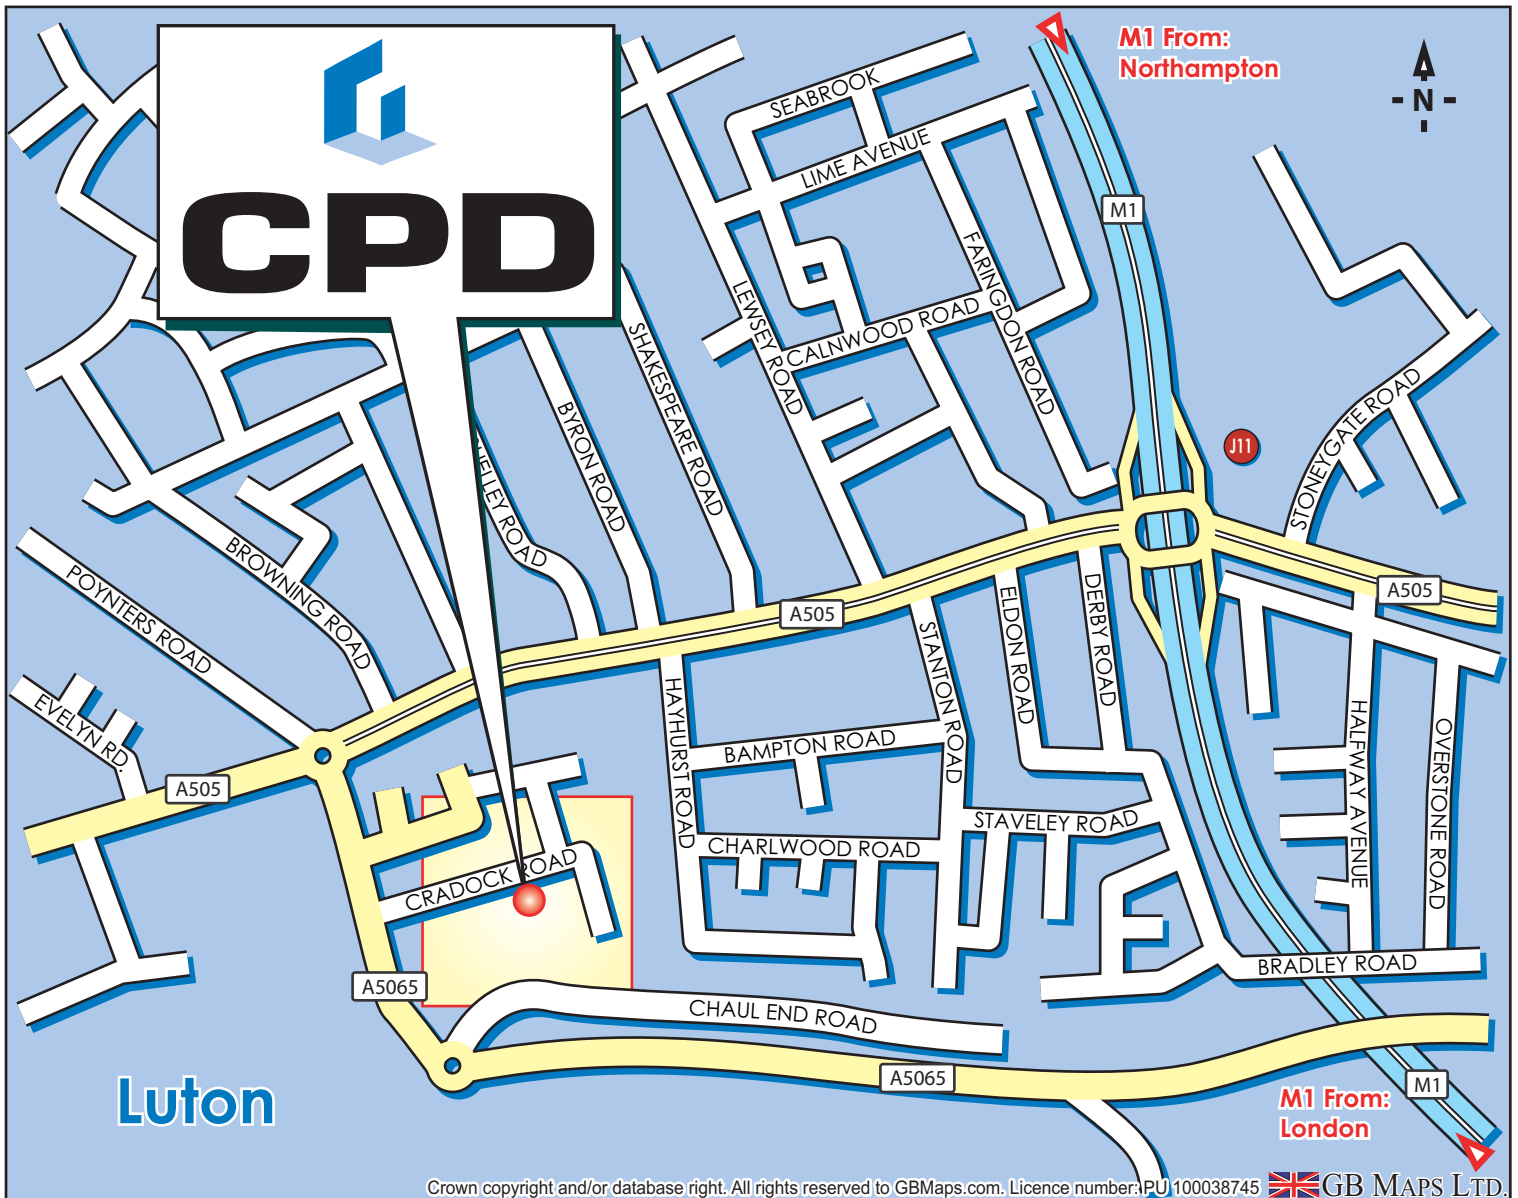 M1 From:
Northampton
N
CPD
SEABROOK
LIME AVENUE
M1
FARINGDON ROAD
LEWSEY ROAD
CALNWOOD ROAD
SHAKESPEARE ROAD
BYRON ROAD
STONEYGATE ROAD
J11
BROWNING ROAD
POYNTERS ROAD
A505
A505
ELDON ROAD
DERBY ROAD
STANTON ROAD
HAYHURST ROAD
EVELYN RD.
A505
BAMPTON ROAD
HALFWAY AVENUE
OVERSTONE ROAD
STAVELEY ROAD
CHARLWOOD ROAD
CRADOCK ROAD
BRADLEY ROAD
A5065
CHAUL END ROAD
A5065
M1
Luton
M1 From:
London
Crown copyright and/or database right. All rights reserved to GBMaps.com. Licence number: PU 100038745
GB MAPS LTD.